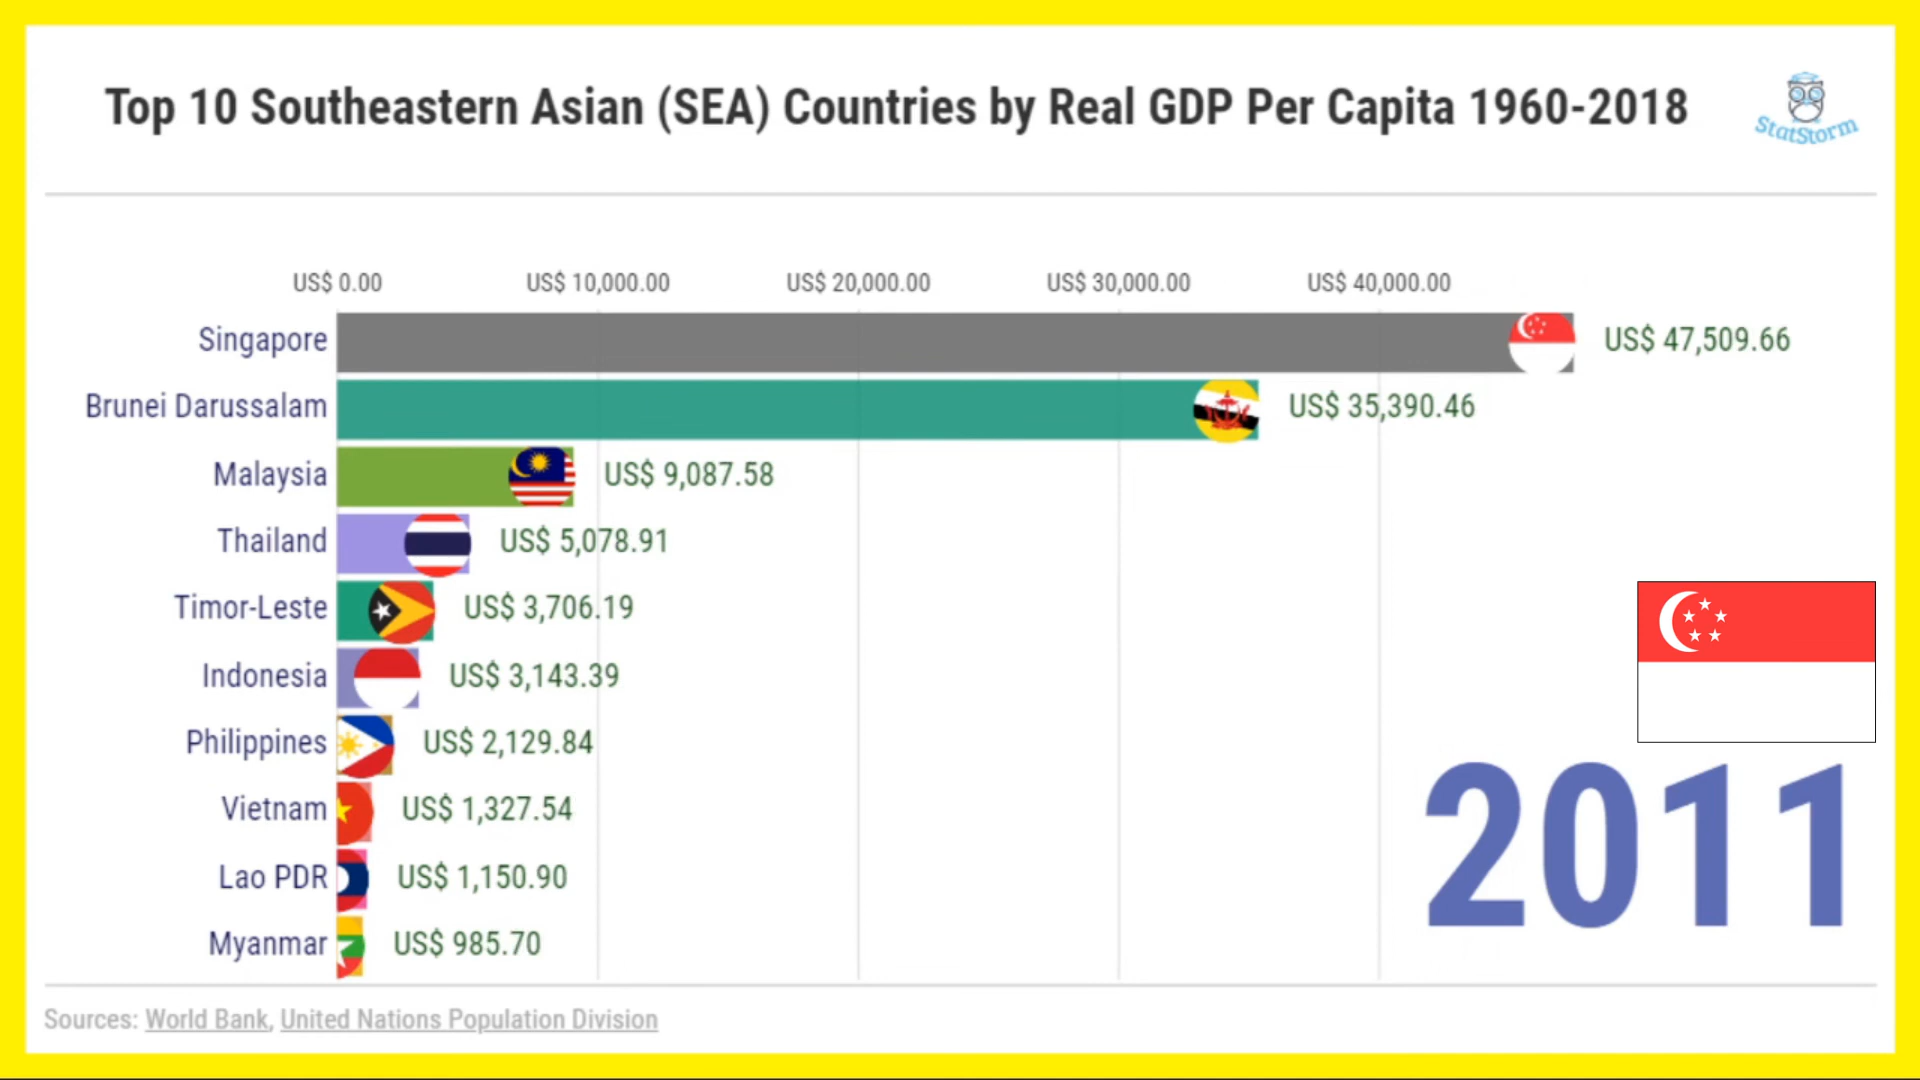 Top 10 Southeastern Asian (SEA) Countries by Real GDP Per Capita 1960-2018
StatStorm
US$ 0.00 US$ 10,000.00 US$ 20,000.00 US$ 30,000.00 US$ 40,000.00
Singapore US$ 47,509.66
Brunei Darussalam US$ 35,390.46
Malaysia US$ 9,087.58
Thailand US$ 5,078.91
Timor-Leste US$ 3,706.19
Indonesia US$ 3,143.39
Philippines US$ 2,129.84
Vietnam US$ 1,327.54
Lao PDR US$ 1,150.90
Myanmar US$ 985.70
2011
Sources: World Bank, United Nations Population Division